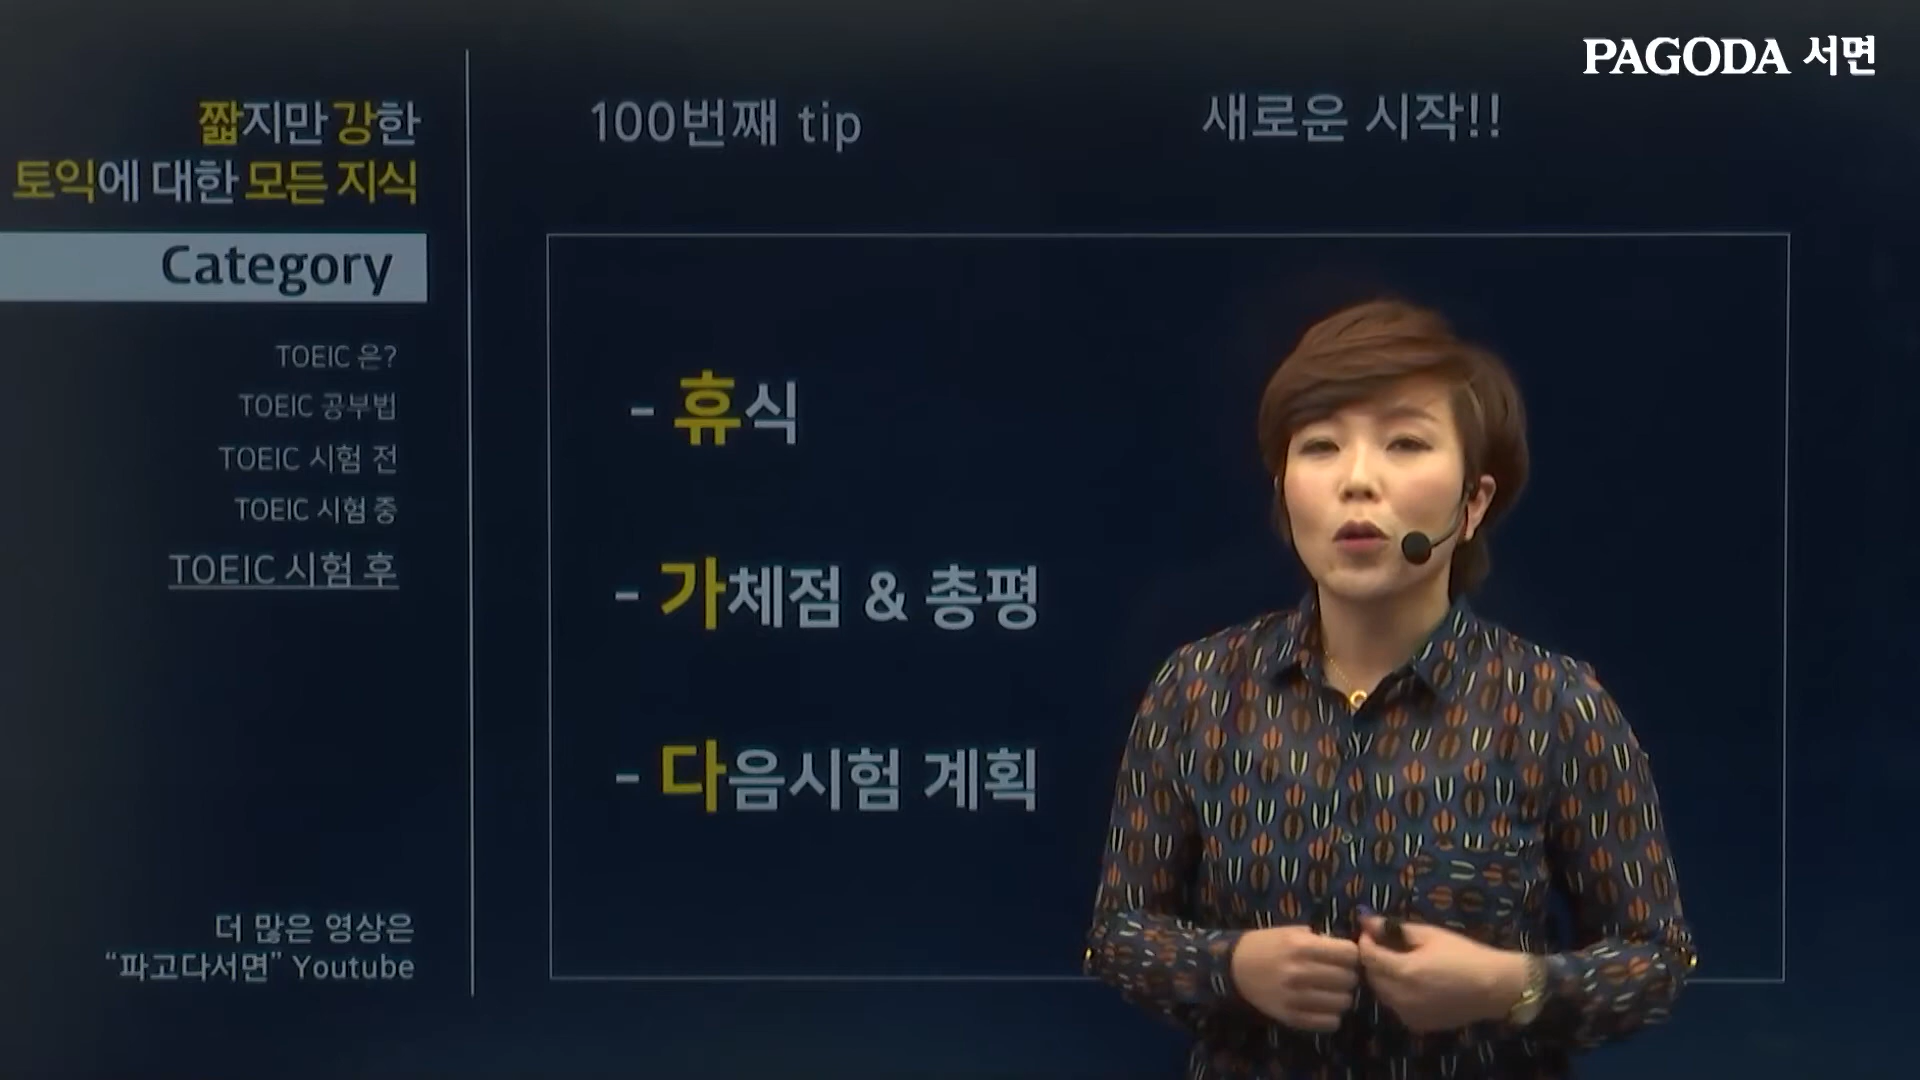 PAGODA 서면
짧지만 강한
토익에 대한 모든 지식
Category
TOEIC 은?
TOEIC 공부법
TOEIC 시험 전
TOEIC 시험 중
TOEIC 시험 후
더 많은 영상은
“파고다서면” Youtube
100번째 tip
새로운 시작!!
- 휴식
- 가체점 & 총평
- 다음시험 계획